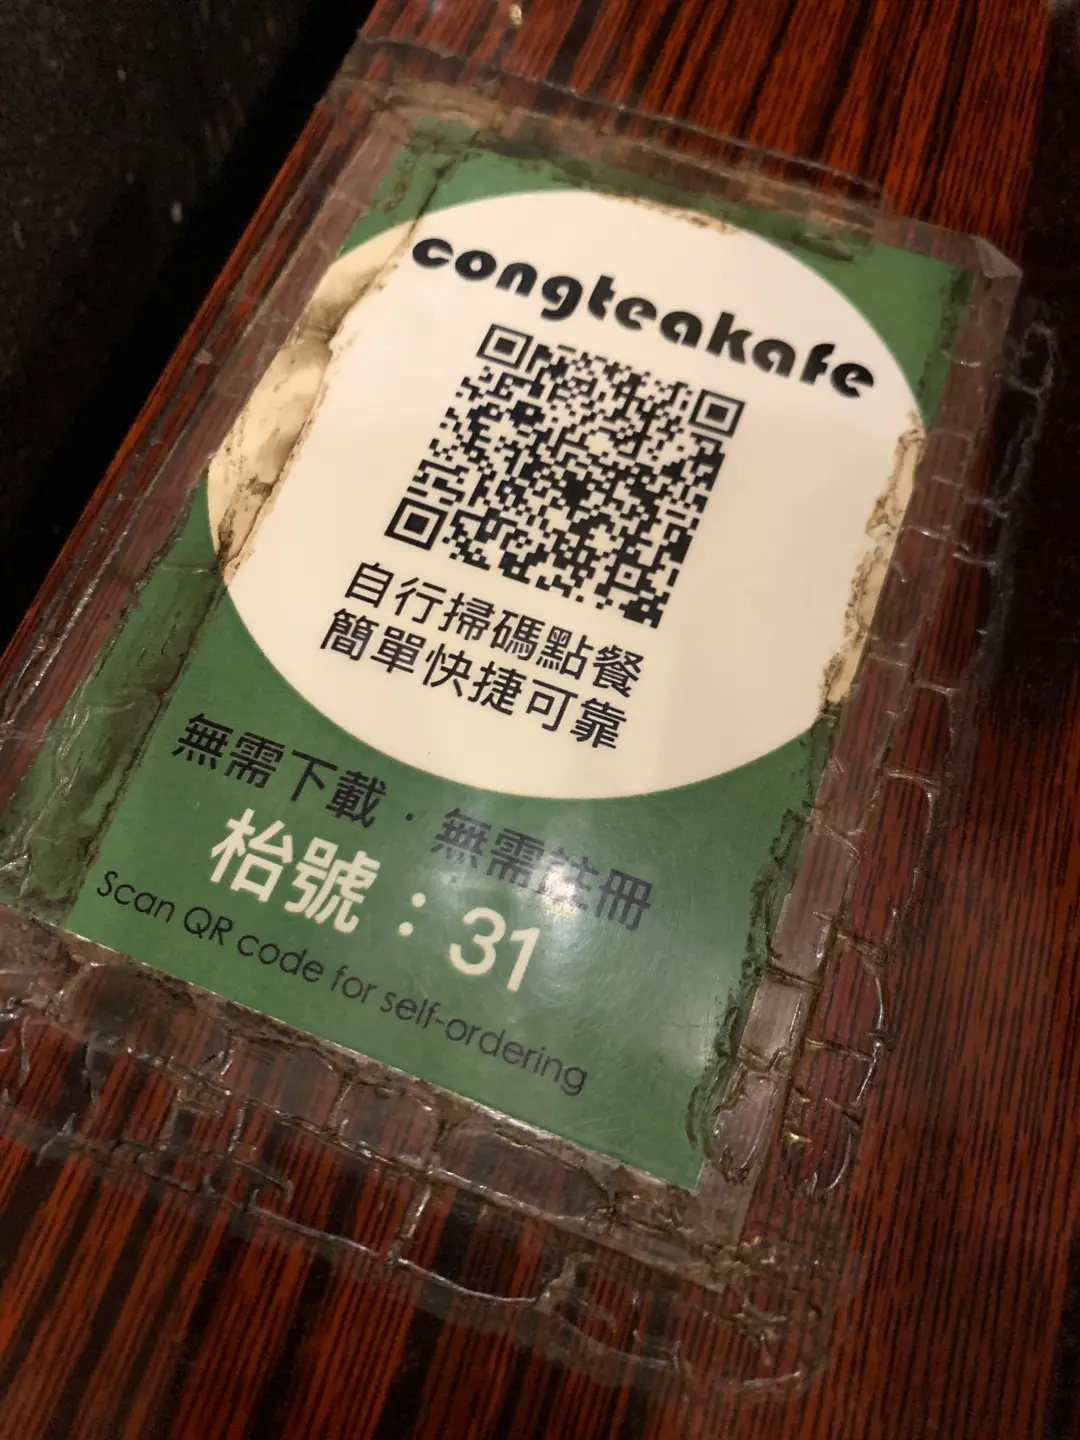 congteakafe
自行掃碼點餐
簡單快捷可靠
無需下載·無需註冊
枱號：31
Scan QR code for self-ordering